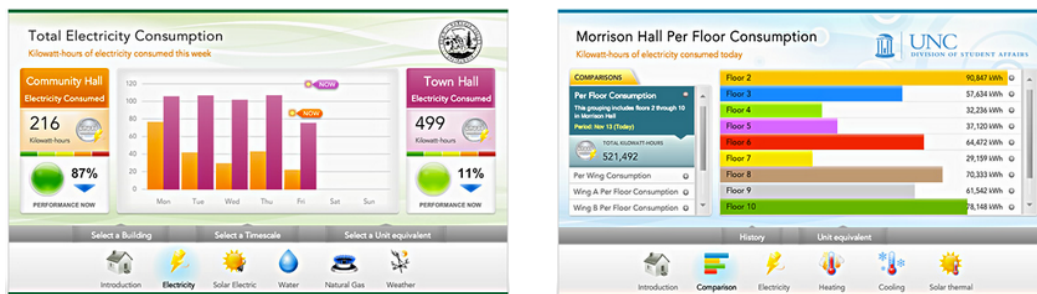 Total Electricity Consumption
Kilowatt-hours of electricity consumed this week
Community Hall
Electricity Consumed
216
Kilowatt-hours
87%
PERFORMANCE NOW
120
100
80
60
40
20
0
NOW
NOW
Mon Tue Wed Thu Fri Sat Sun
Town Hall
Electricity Consumed
499
Kilowatt-hours
11%
PERFORMANCE NOW
Select a Building Select a Timescale Select a Unit equivalent
Introduction Electricity Solar Electric Water Natural Gas Weather
Morrison Hall Per Floor Consumption
Kilowatt-hours of electricity consumed today
UNC
DIVISION OF STUDENT AFFAIRS
COMPARISONS
Per Floor Consumption
This grouping includes floors 2 through 10
in Morrison Hall
Period: Nov 13 (Today)
TOTAL KILOWATT-HOURS
521,492
Per Wing Consumption
Wing A Per Floor Consumption
Wing B Per Floor Consumption
Floor 2 90,847 kWh
Floor 3 57,634 kWh
Floor 4 32,236 kWh
Floor 5 37,120 kWh
Floor 6 64,472 kWh
Floor 7 29,159 kWh
Floor 8 70,333 kWh
Floor 9 61,542 kWh
Floor 10 78,148 kWh
History Unit equivalent
Introduction Comparison Electricity Heating Cooling Solar thermal